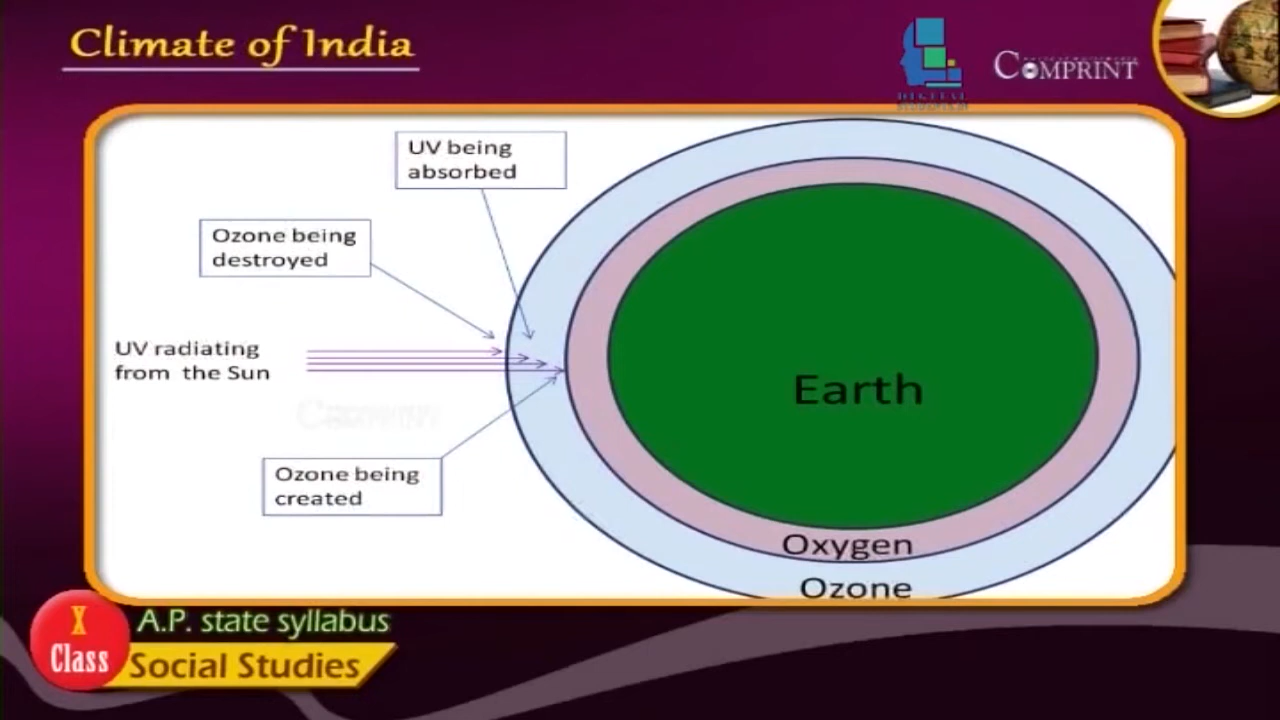 Climate of India
COMPRINT
UV being
absorbed
Ozone being
destroyed
UV radiating
from the Sun
Earth
COMPRINT
Ozone being
created
Oxygen
Ozone
X
Class
A.P. state syllabus
Social Studies